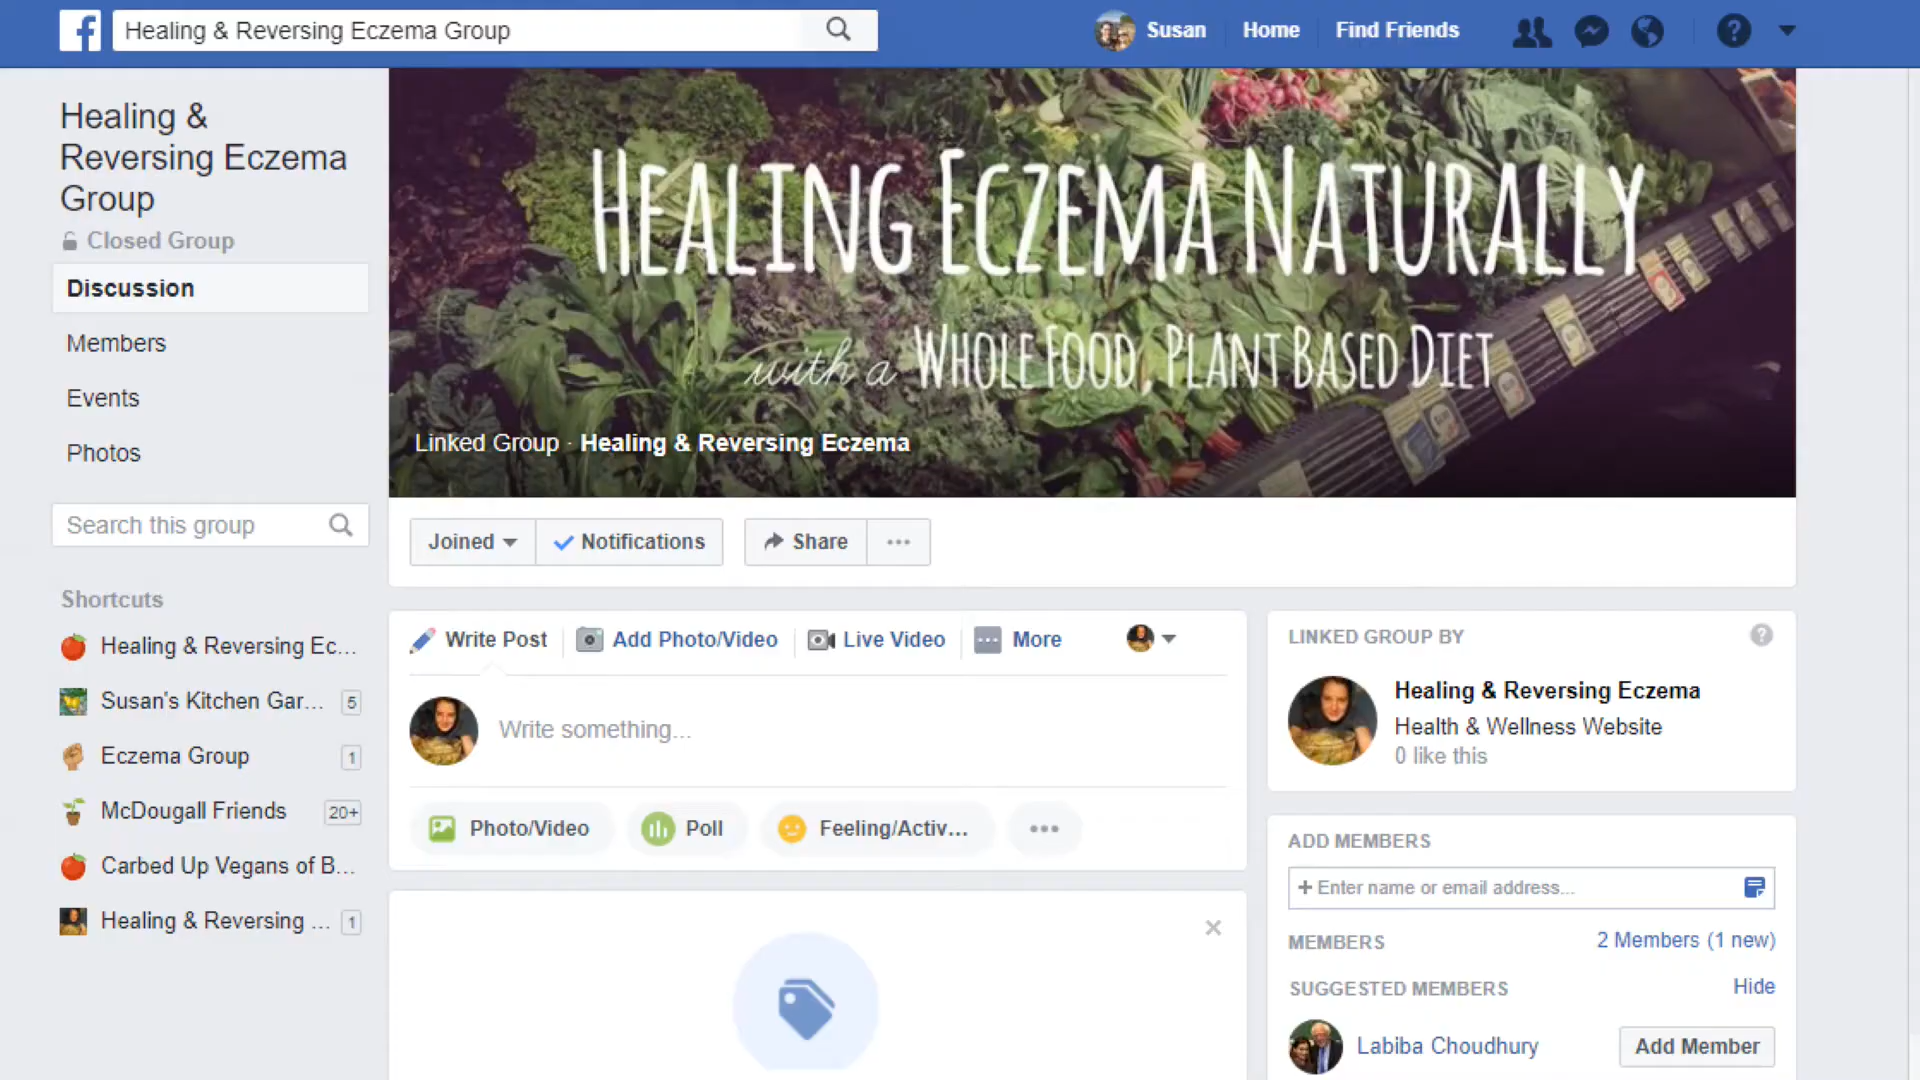 Healing & Reversing Eczema Group
Susan
Home
Find Friends
Healing &
Reversing Eczema
Group
Closed Group
Discussion
Members
Events
Photos
Search this group
Shortcuts
Healing & Reversing Ec...
Susan's Kitchen Gar... 5
Eczema Group 1
McDougall Friends 20+
Carbed Up Vegans of B...
Healing & Reversing ... 1
HEALING ECZEMA NATURALLY
with a WHOLE FOOD, PLANT BASED DIET
Linked Group · Healing & Reversing Eczema
Joined
Notifications
Share
Write Post
Add Photo/Video
Live Video
More
Write something...
Photo/Video
Poll
Feeling/Activ...
LINKED GROUP BY
Healing & Reversing Eczema
Health & Wellness Website
0 like this
ADD MEMBERS
+ Enter name or email address...
MEMBERS
2 Members (1 new)
SUGGESTED MEMBERS
Hide
Labiba Choudhury
Add Member